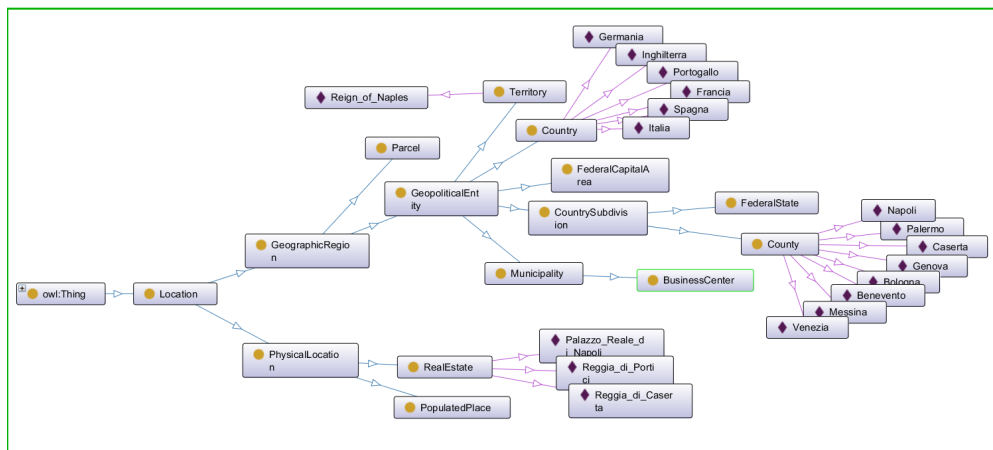 Germania
Inghilterra
Portogallo
Francia
Spagna
Italia
Reign_of_Naples
Territory
Country
Parcel
FederalCapitalA
rea
GeopoliticalEnt
ity
CountrySubdivis
ion
FederalState
Napoli
Palermo
Caserta
Genova
Bologna
Benevento
Messina
Venezia
County
GeographicRegio
n
Municipality
BusinessCenter
owl:Thing
Location
PhysicalLocatio
n
RealEstate
Palazzo_Reale_d
i_Napoli
Reggia_di_Portic
i
Reggia_di_Caser
ta
PopulatedPlace